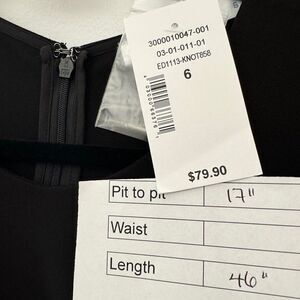 3000010047-001
03-01-011-01
ED1113-KNOT858
6
$79.90
Pit to pit 17"
Waist
Length 46"